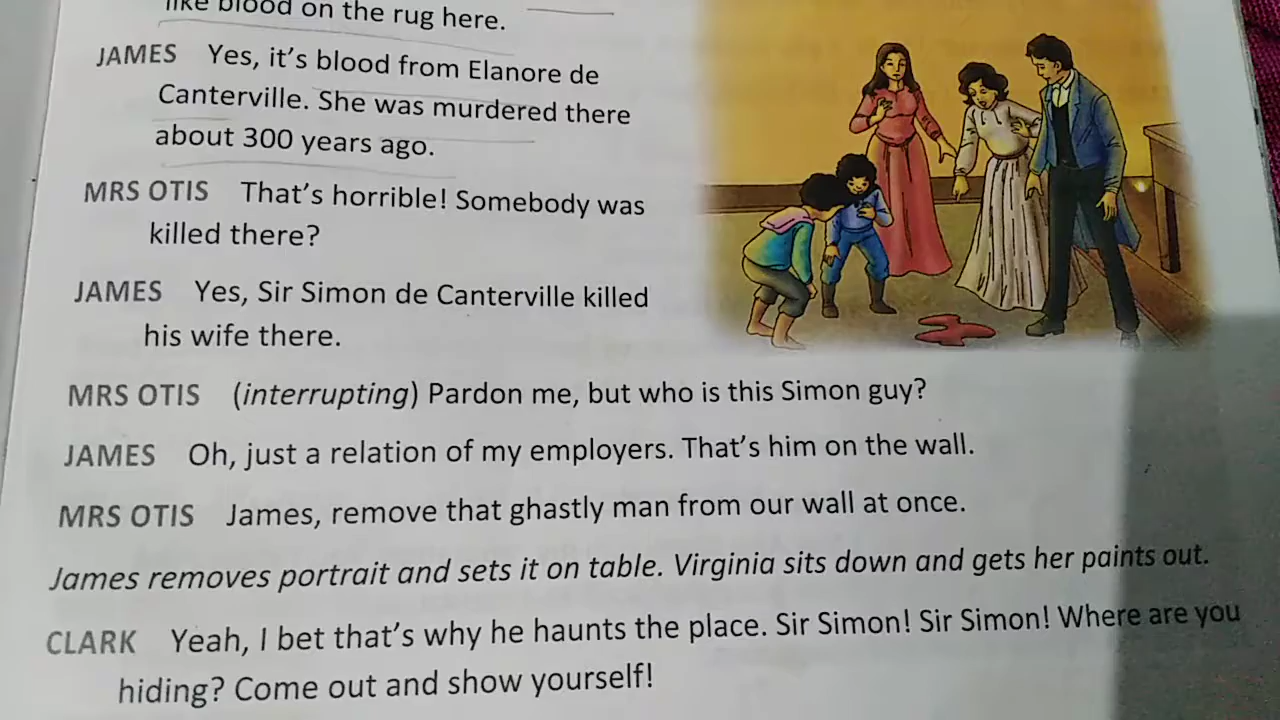 like blood on the rug here.
JAMES Yes, it's blood from Elanore de
Canterville. She was murdered there
about 300 years ago.
MRS OTIS That's horrible! Somebody was
killed there?
JAMES Yes, Sir Simon de Canterville killed
his wife there.
MRS OTIS (interrupting) Pardon me, but who is this Simon guy?
JAMES Oh, just a relation of my employers. That's him on the wall.
MRS OTIS James, remove that ghastly man from our wall at once.
James removes portrait and sets it on table. Virginia sits down and gets her paints out.
CLARK Yeah, I bet that's why he haunts the place. Sir Simon! Sir Simon! Where are you
hiding? Come out and show yourself!